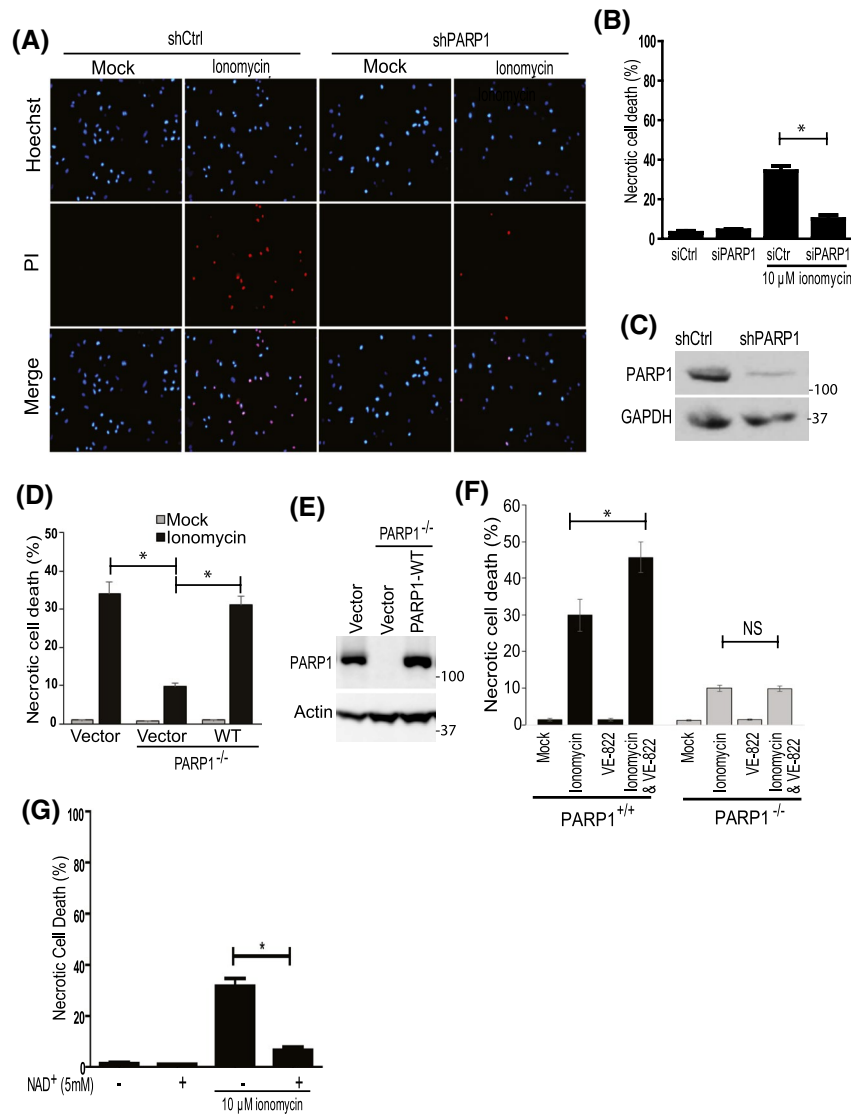 (A)
shCtrl
shPARP1
Mock
Ionomycin
Mock
Ionomycin
Ionomycin
Hoechst
PI
Merge
(B)
Necrotic cell death (%)
100
80
60
40
20
0
*
siCtrl
siPARP1
siCtr
siPARP1
10 µM ionomycin
(C)
shCtrl
shPARP1
PARP1
-100
GAPDH
-37
(D)
Mock
Ionomycin
Necrotic cell death (%)
50
40
30
20
10
0
*
*
Vector
Vector
WT
PARP1-/-
(E)
PARP1-/-
Vector
Vector
PARP1-WT
PARP1
-100
Actin
-37
(F)
Necrotic cell death (%)
60
50
40
30
20
10
0
*
NS
Mock
Ionomycin
VE-822
Ionomycin
& VE-822
Mock
Ionomycin
VE-822
Ionomycin
& VE-822
PARP1+/+
PARP1-/-
(G)
Necrotic Cell Death (%)
100
80
60
40
20
0
*
NAD+ (5mM)
-
+
-
+
10 µM ionomycin